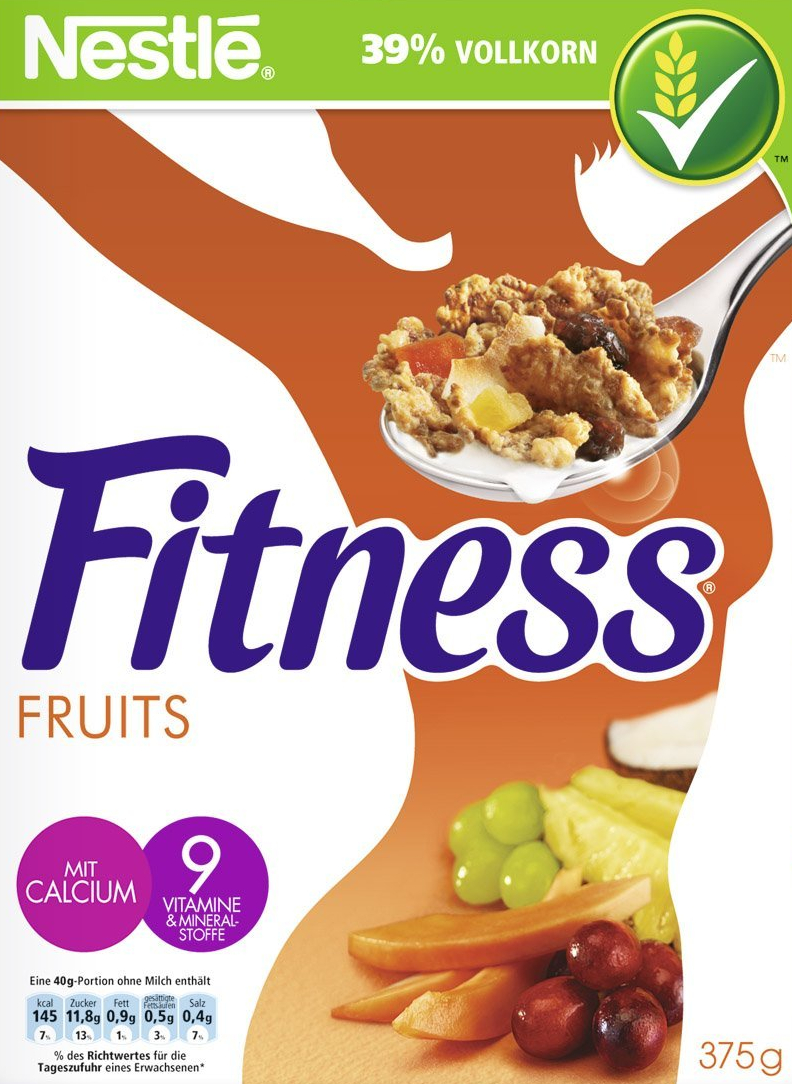 Nestlé®
39% VOLLKORN
TM
TM
Fitness®
FRUITS
MIT
CALCIUM
9
VITAMINE
& MINERAL-
STOFFE
Eine 40g-Portion ohne Milch enthält
kcal Zucker Fett gesättigte Fettsäuren Salz
145 11,8g 0,9g 0,5g 0,4g
7% 13% 1% 3% 7%
% des Richtwertes für die
Tageszufuhr eines Erwachsenen*
375g